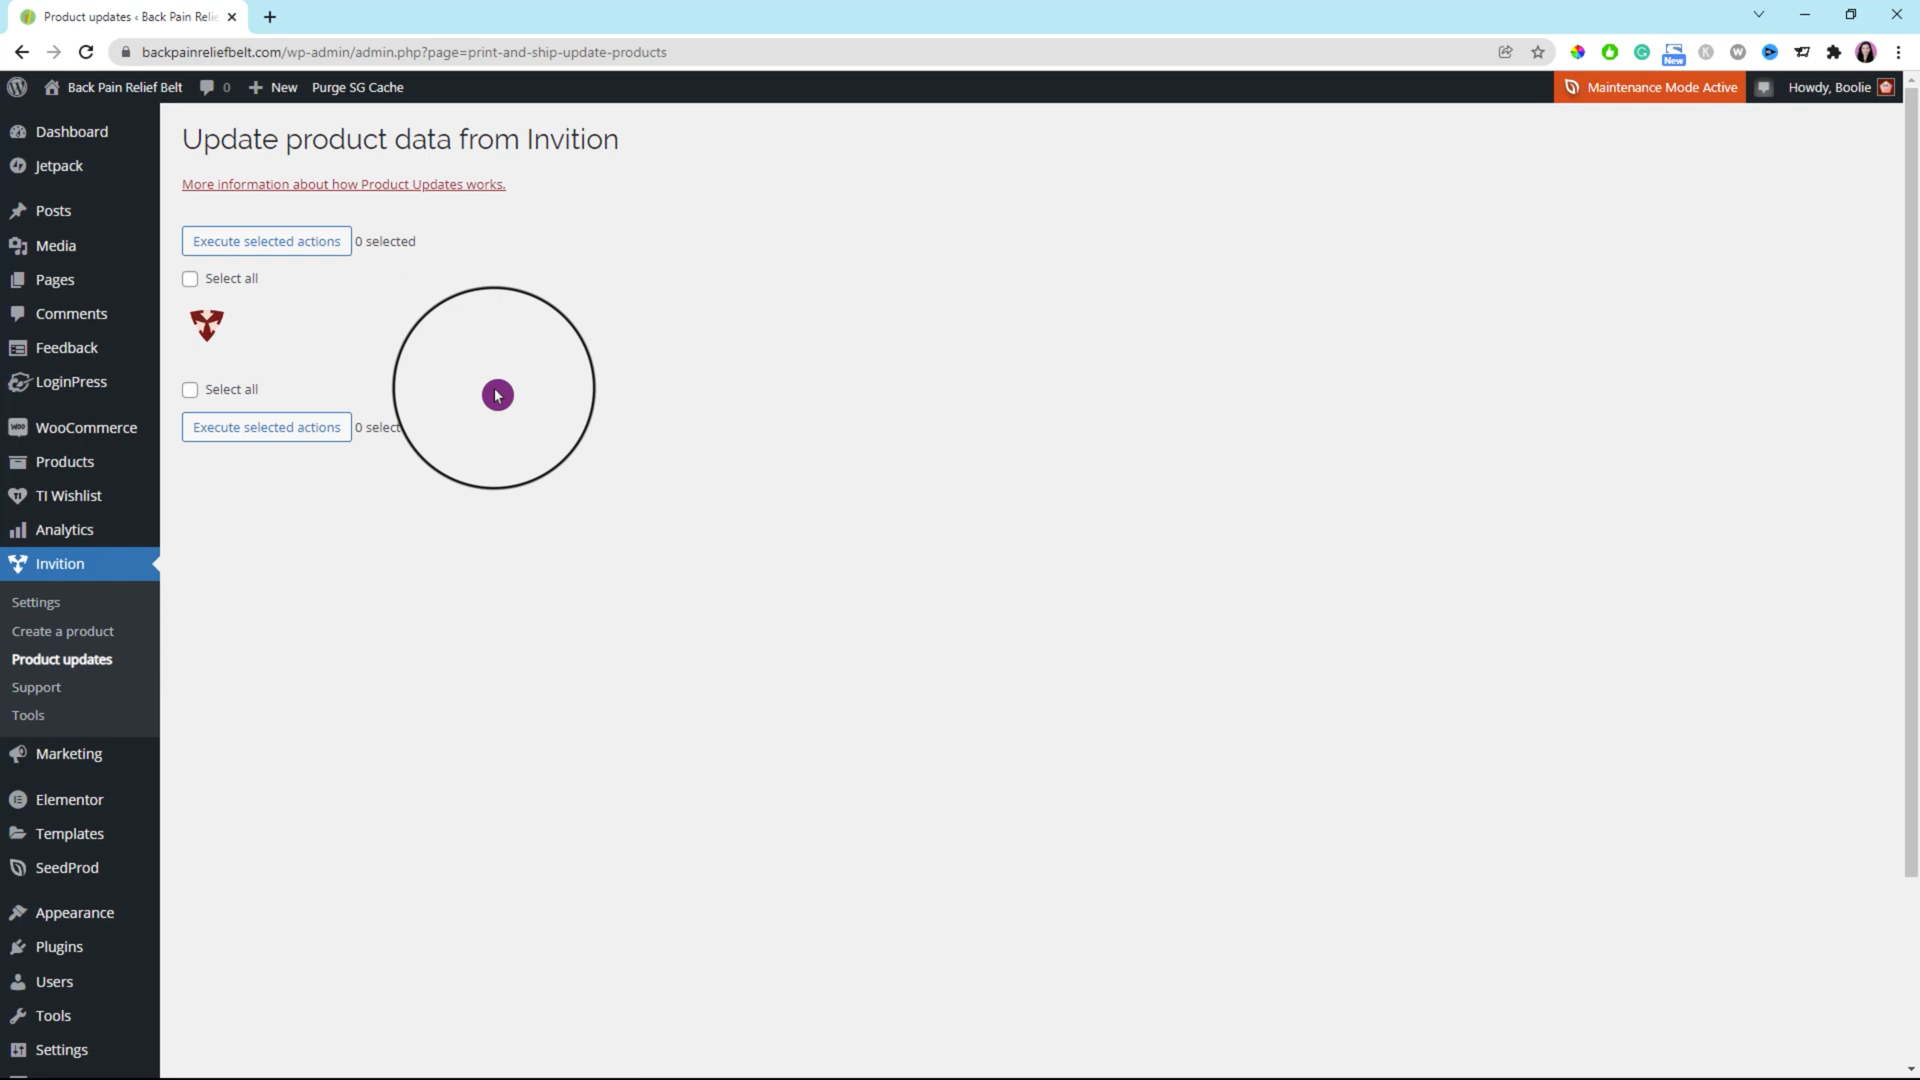 Product updates ‹ Back Pain Relie
backpainreliefbelt.com/wp-admin/admin.php?page=print-and-ship-update-products
New
Back Pain Relief Belt
0
New
Purge SG Cache
Maintenance Mode Active
Howdy, Boolie
Dashboard
Jetpack
Posts
Media
Pages
Comments
Feedback
LoginPress
WooCommerce
Products
TI Wishlist
Analytics
Invition
Settings
Create a product
Product updates
Support
Tools
Marketing
Elementor
Templates
SeedProd
Appearance
Plugins
Users
Tools
Settings
Update product data from Invition
More information about how Product Updates works.
Execute selected actions 0 selected
Select all
Select all
Execute selected actions 0 select